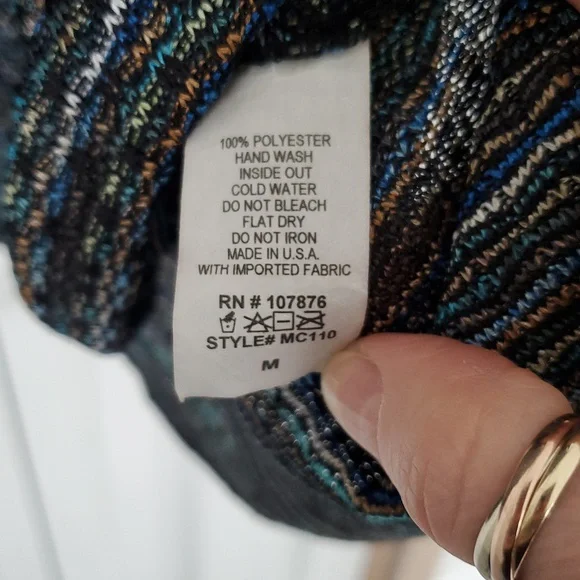 100% POLYESTER
HAND WASH
INSIDE OUT
COLD WATER
DO NOT BLEACH
FLAT DRY
DO NOT IRON
MADE IN U.S.A.
WITH IMPORTED FABRIC
RN # 107876
STYLE# MC110
M